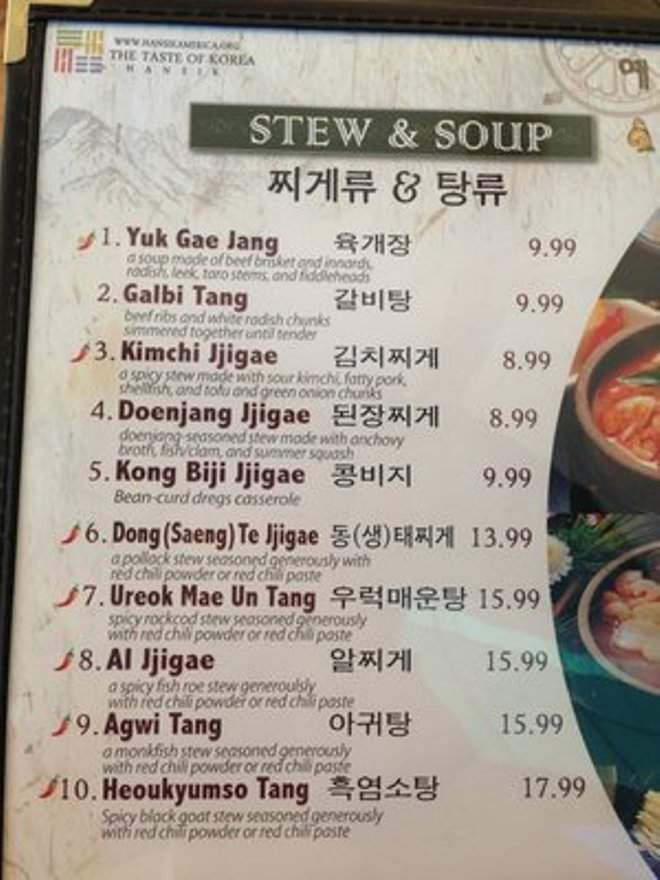 WWW.HANSIKAMERICA.ORG
THE TASTE OF KOREA
HANSIK
예
STEW & SOUP
찌게류 & 탕류
1. Yuk Gae Jang 육개장 9.99
a soup made of beef brisket and innards,
radish, leek, taro stems, and fiddleheads
2. Galbi Tang 갈비탕 9.99
beef ribs and white radish chunks
simmered together until tender
3. Kimchi Jjigae 김치찌게 8.99
a spicy stew made with sour kimchi, fatty pork,
shellfish, and tofu and green onion chunks
4. Doenjang Jjigae 된장찌게 8.99
doenjang-seasoned stew made with anchovy
broth, fish/clam, and summer squash
5. Kong Biji Jjigae 콩비지 9.99
Bean-curd dregs casserole
6. Dong(Saeng)Te Jjigae 동(생)태찌게 13.99
a pollack stew seasoned generously with
red chili powder or red chili paste
7. Ureok Mae Un Tang 우럭매운탕 15.99
spicy rockcod stew seasoned generously
with red chili powder or red chili paste
8. Al Jjigae 알찌게 15.99
a spicy fish roe stew generoulsly
with red chili powder or red chili paste
9. Agwi Tang 아귀탕 15.99
a monkfish stew seasoned generously
with red chili powder or red chili paste
10. Heoukyumso Tang 흑염소탕 17.99
Spicy black goat stew seasoned generously
with red chili powder or red chili paste